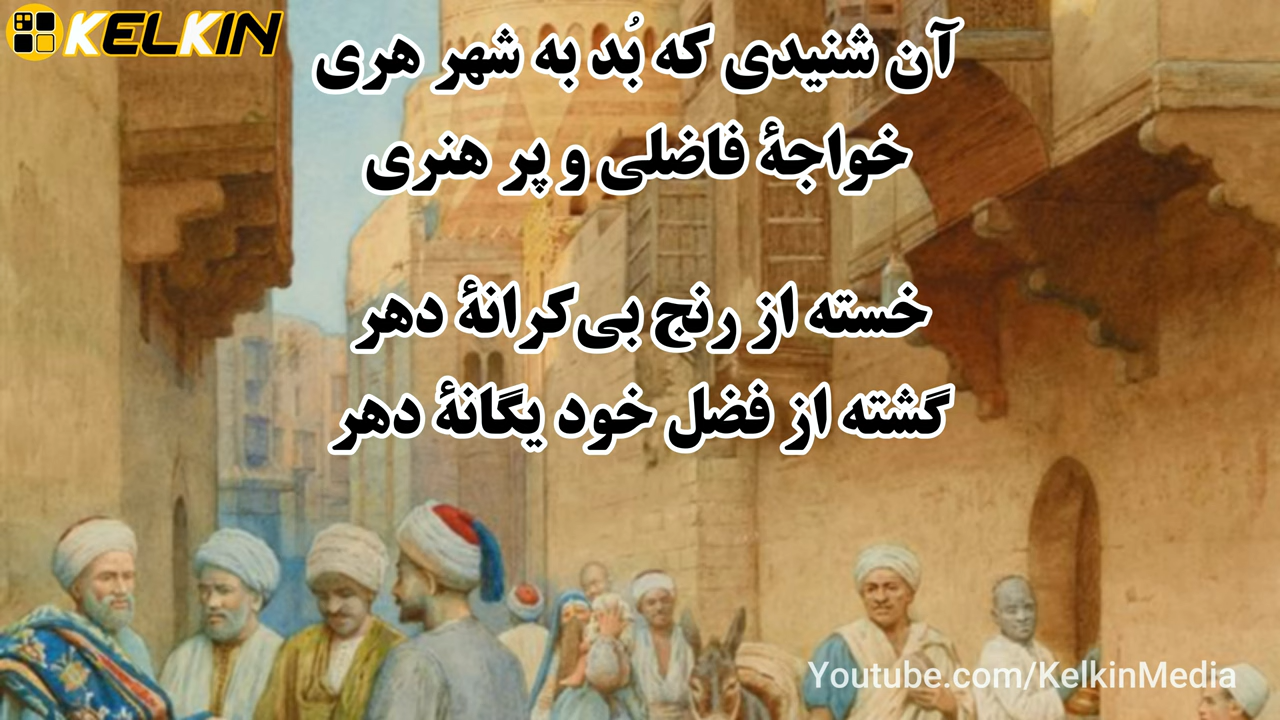 KELKIN
آن شنیدی که بُد به شهر هری
خواجهٔ فاضلی و پر هنری
خسته از رنج بی‌کرانهٔ دهر
گشته از فضل خود یگانهٔ دهر
Youtube.com/KelkinMedia